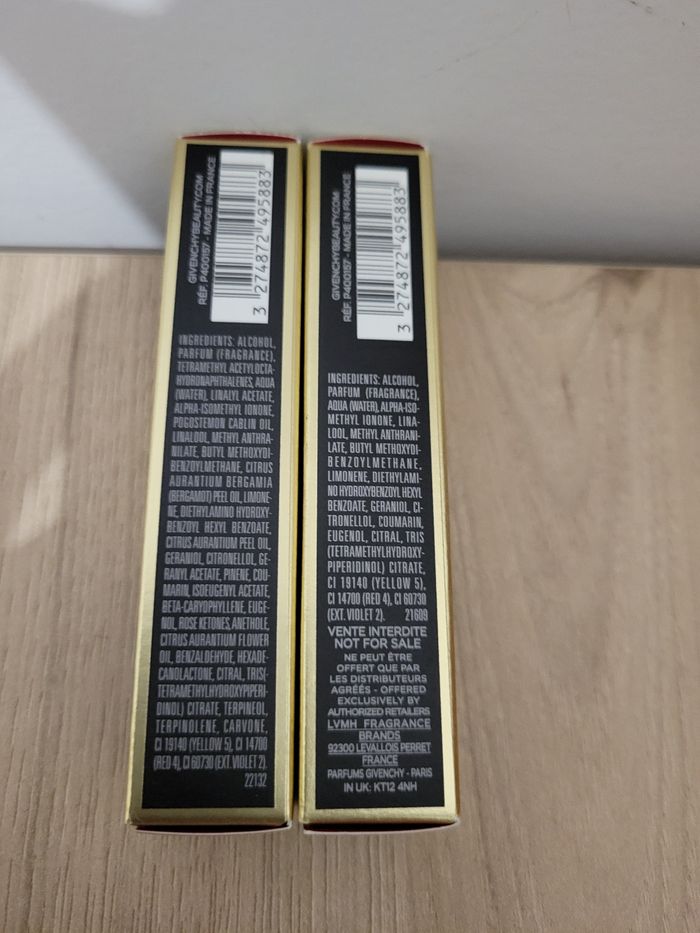 GIVENCHYBEAUTY.COM
RÉF. P400157 - MADE IN FRANCE
3 274872 495883
INGREDIENTS: ALCOHOL,
PARFUM (FRAGRANCE),
TETRAMETHYL ACETYLOCTA-
HYDRONAPHTHALENES, AQUA
(WATER), LINALYL ACETATE,
ALPHA-ISOMETHYL IONONE,
POGOSTEMON CABLIN OIL,
LINALOOL, METHYL ANTHRA-
NILATE, BUTYL METHOXYDI-
BENZOYLMETHANE, CITRUS
AURANTIUM BERGAMIA
(BERGAMOT) PEEL OIL, LIMONE-
NE, DIETHYLAMINO HYDROXY-
BENZOYL HEXYL BENZOATE,
CITRUS AURANTIUM PEEL OIL,
GERANIOL, CITRONELLOL, GE-
RANYL ACETATE, PINENE, COU-
MARIN, ISOEUGENYL ACETATE,
BETA-CARYOPHYLLENE, EUGE-
NOL, ROSE KETONES, ANETHOLE,
CITRUS AURANTIUM FLOWER
OIL, BENZALDEHYDE, HEXADE-
CANOLACTONE, CITRAL, TRIS(-
TETRAMETHYLHYDROXYPIPERI-
DINOL) CITRATE, TERPINEOL,
TERPINOLENE, CARVONE,
CI 19140 (YELLOW 5), CI 14700
(RED 4), CI 60730 (EXT. VIOLET 2).
22132
GIVENCHYBEAUTY.COM
RÉF. P400157 - MADE IN FRANCE
3 274872 495883
INGREDIENTS: ALCOHOL,
PARFUM (FRAGRANCE),
AQUA (WATER), ALPHA-ISO-
METHYL IONONE, LINA-
LOOL, METHYL ANTHRANI-
LATE, BUTYL METHOXYDI-
BENZOYLMETHANE,
LIMONENE, DIETHYLAMI-
NO HYDROXYBENZOYL HEXYL
BENZOATE, GERANIOL, CI-
TRONELLOL, COUMARIN,
EUGENOL, CITRAL, TRIS
(TETRAMETHYLHYDROXY-
PIPERIDINOL) CITRATE,
CI 19140 (YELLOW 5),
CI 14700 (RED 4), CI 60730
(EXT. VIOLET 2). 21609
VENTE INTERDITE
NOT FOR SALE
NE PEUT ÊTRE
OFFERT QUE PAR
LES DISTRIBUTEURS
AGRÉÉS - OFFERED
EXCLUSIVELY BY
AUTHORIZED RETAILERS
LVMH FRAGRANCE
BRANDS
92300 LEVALLOIS PERRET
FRANCE
PARFUMS GIVENCHY - PARIS
IN UK: KT12 4NH